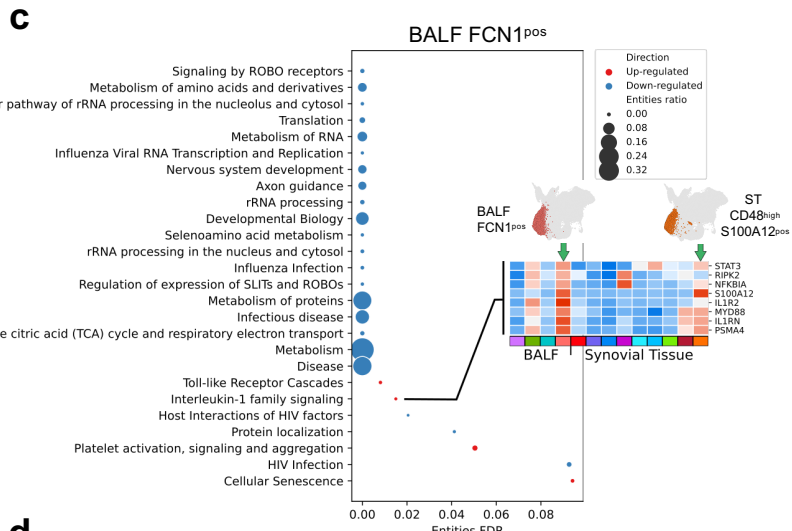 c
BALF FCN1pos
Signaling by ROBO receptors
Metabolism of amino acids and derivatives
r pathway of rRNA processing in the nucleolus and cytosol
Translation
Metabolism of RNA
Influenza Viral RNA Transcription and Replication
Nervous system development
Axon guidance
rRNA processing
Developmental Biology
Selenoamino acid metabolism
rRNA processing in the nucleus and cytosol
Influenza Infection
Regulation of expression of SLITs and ROBOs
Metabolism of proteins
Infectious disease
e citric acid (TCA) cycle and respiratory electron transport
Metabolism
Disease
Toll-like Receptor Cascades
Interleukin-1 family signaling
Host Interactions of HIV factors
Protein localization
Platelet activation, signaling and aggregation
HIV Infection
Cellular Senescence
0.00 0.02 0.04 0.06 0.08
Entities FDR
Direction
Up-regulated
Down-regulated
Entities ratio
0.00
0.08
0.16
0.24
0.32
BALF
FCN1pos
ST
CD48high
S100A12pos
STAT3
RIPK2
NFKBIA
S100A12
IL1R2
MYD88
IL1RN
PSMA4
BALF Synovial Tissue
d